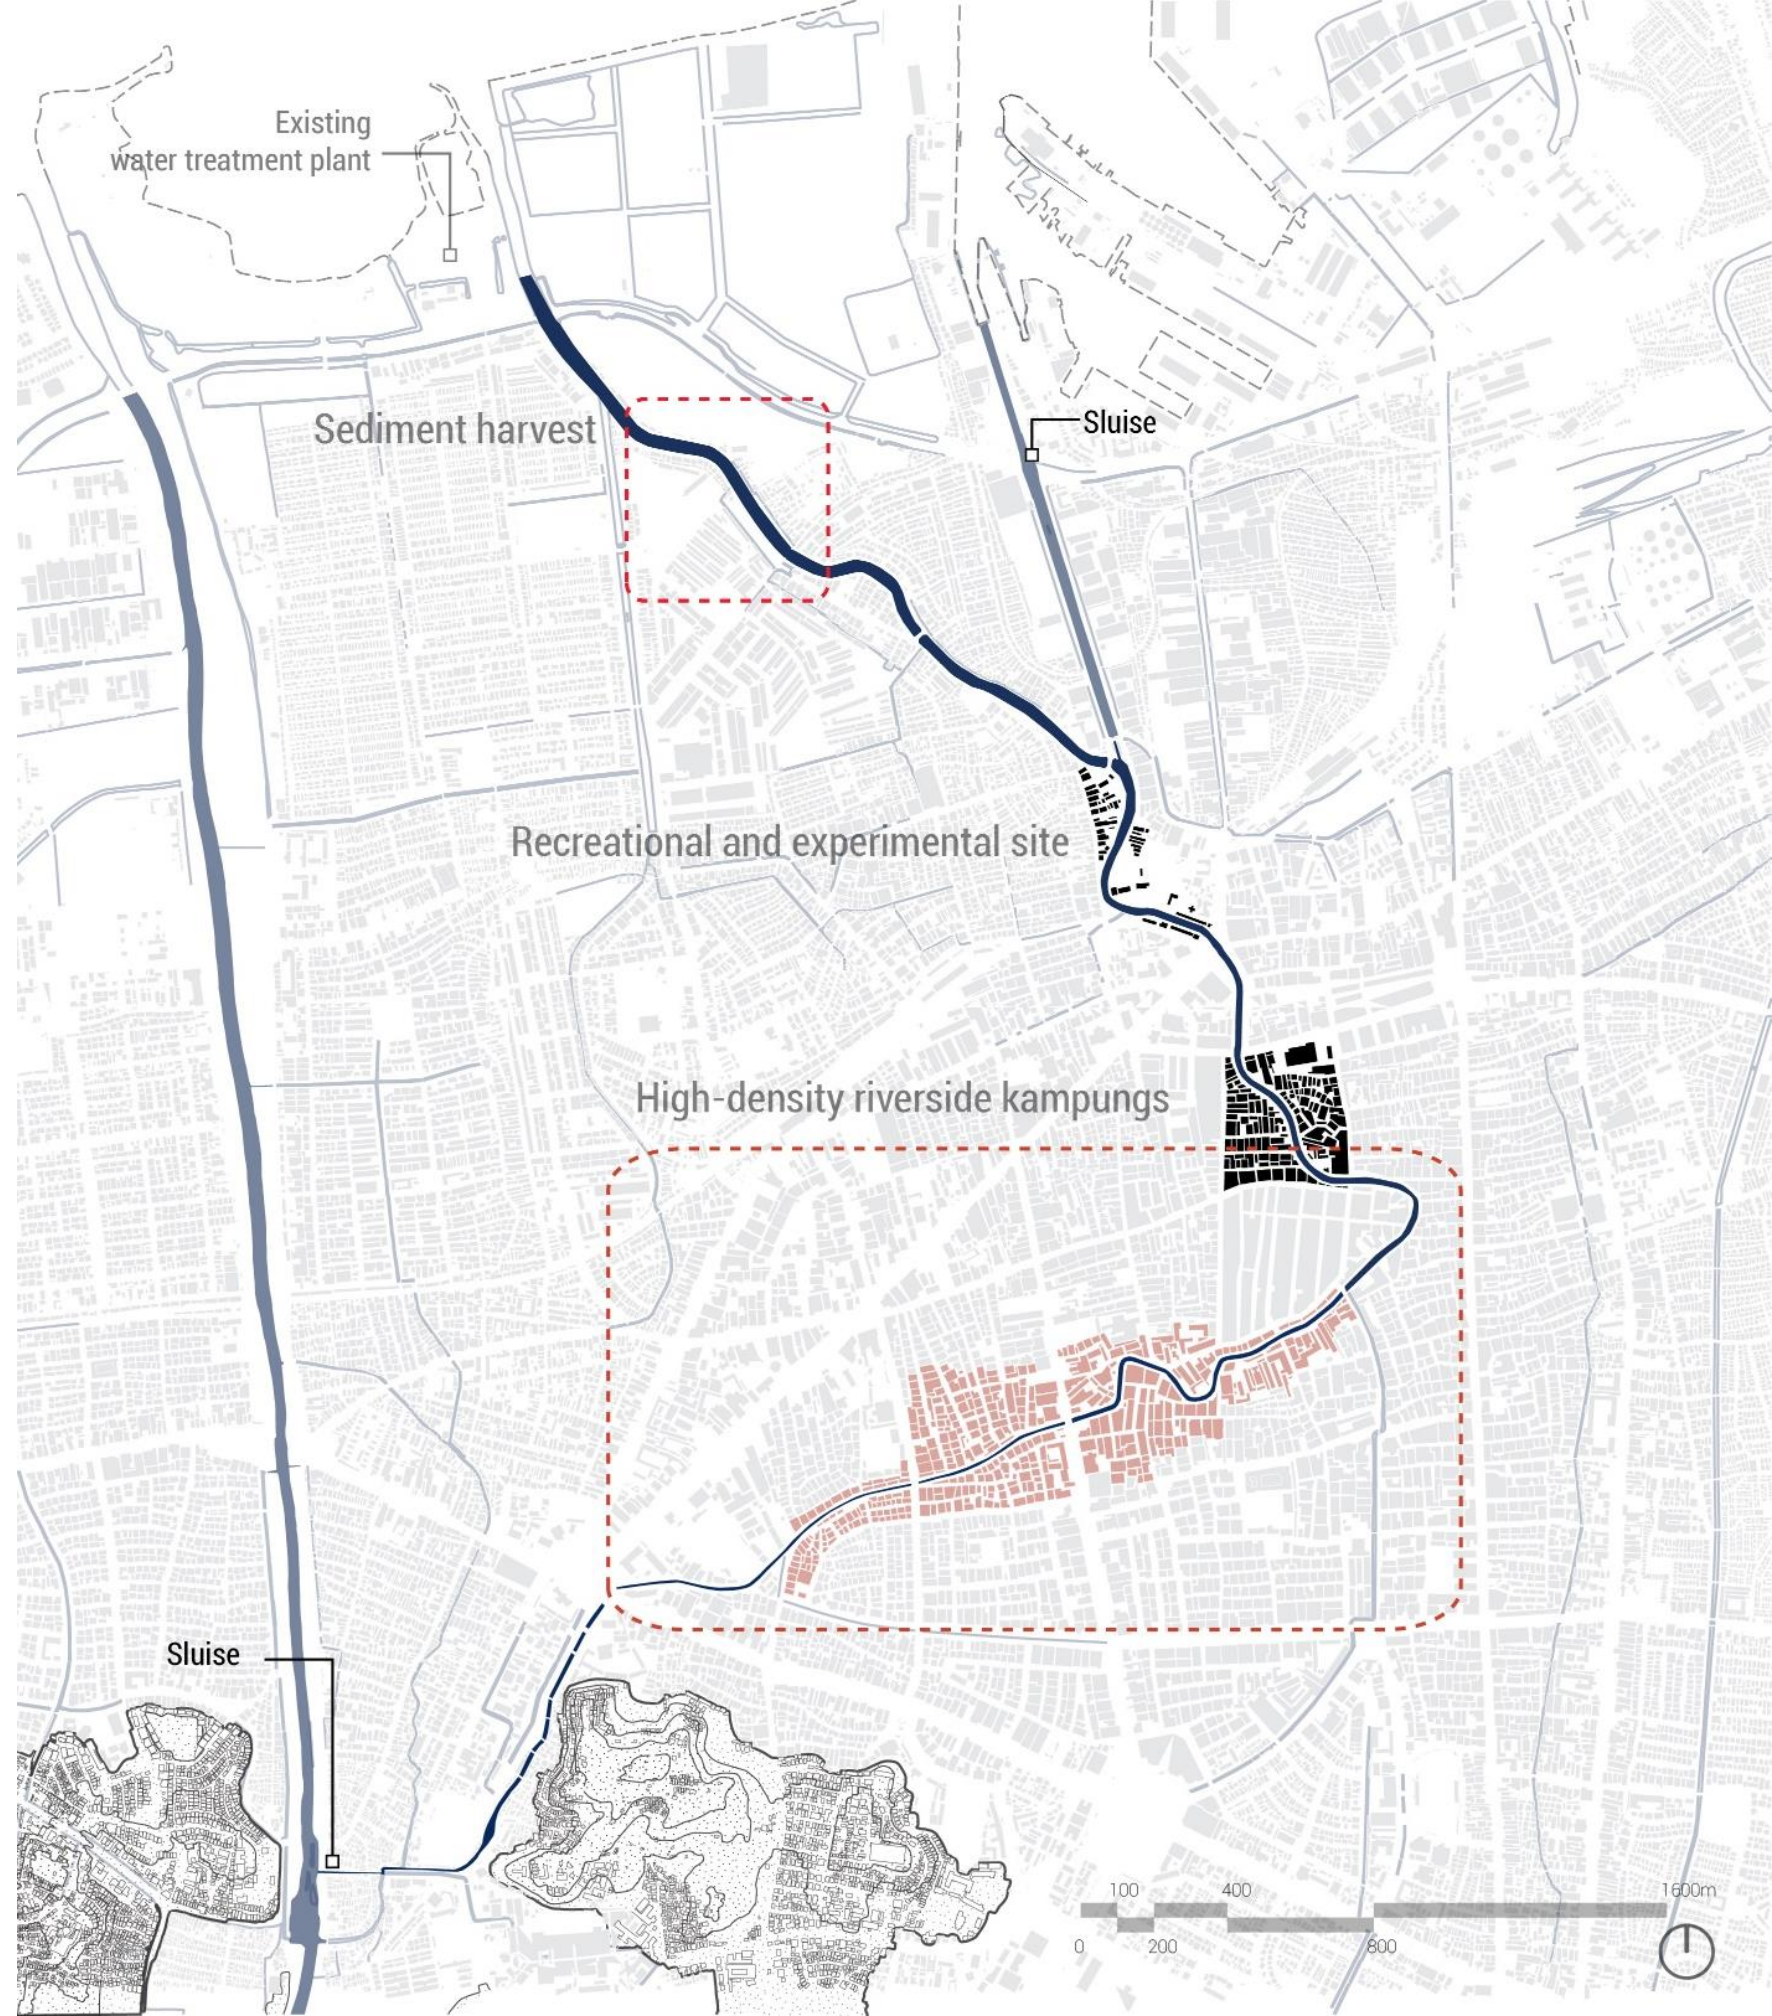 Existing
water treatment plant
Sediment harvest
Sluise
Recreational and experimental site
High-density riverside kampungs
Sluise
100 400 1600m
0 200 800